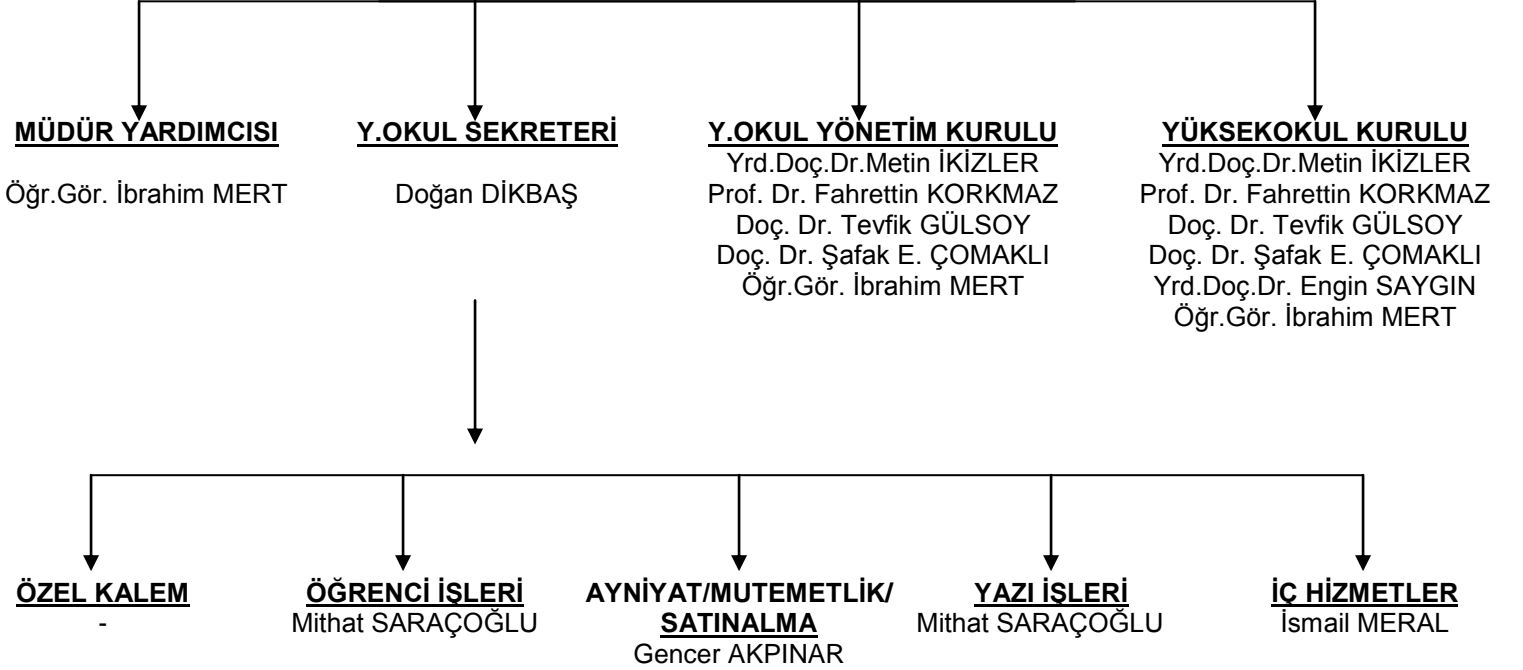 MÜDÜR YARDIMCISI
Öğr.Gör. İbrahim MERT
Y.OKUL SEKRETERİ
Doğan DİKBAŞ
Y.OKUL YÖNETİM KURULU
Yrd.Doç.Dr.Metin İKİZLER
Prof. Dr. Fahrettin KORKMAZ
Doç. Dr. Tevfik GÜLSOY
Doç. Dr. Şafak E. ÇOMAKLI
Öğr.Gör. İbrahim MERT
YÜKSEKOKUL KURULU
Yrd.Doç.Dr.Metin İKİZLER
Prof. Dr. Fahrettin KORKMAZ
Doç. Dr. Tevfik GÜLSOY
Doç. Dr. Şafak E. ÇOMAKLI
Yrd.Doç.Dr. Engin SAYGIN
Öğr.Gör. İbrahim MERT
ÖZEL KALEM
-
ÖĞRENCİ İŞLERİ
Mithat SARAÇOĞLU
AYNİYAT/MUTEMETLİK/
SATINALMA
Gencer AKPINAR
YAZI İŞLERİ
Mithat SARAÇOĞLU
İÇ HİZMETLER
İsmail MERAL